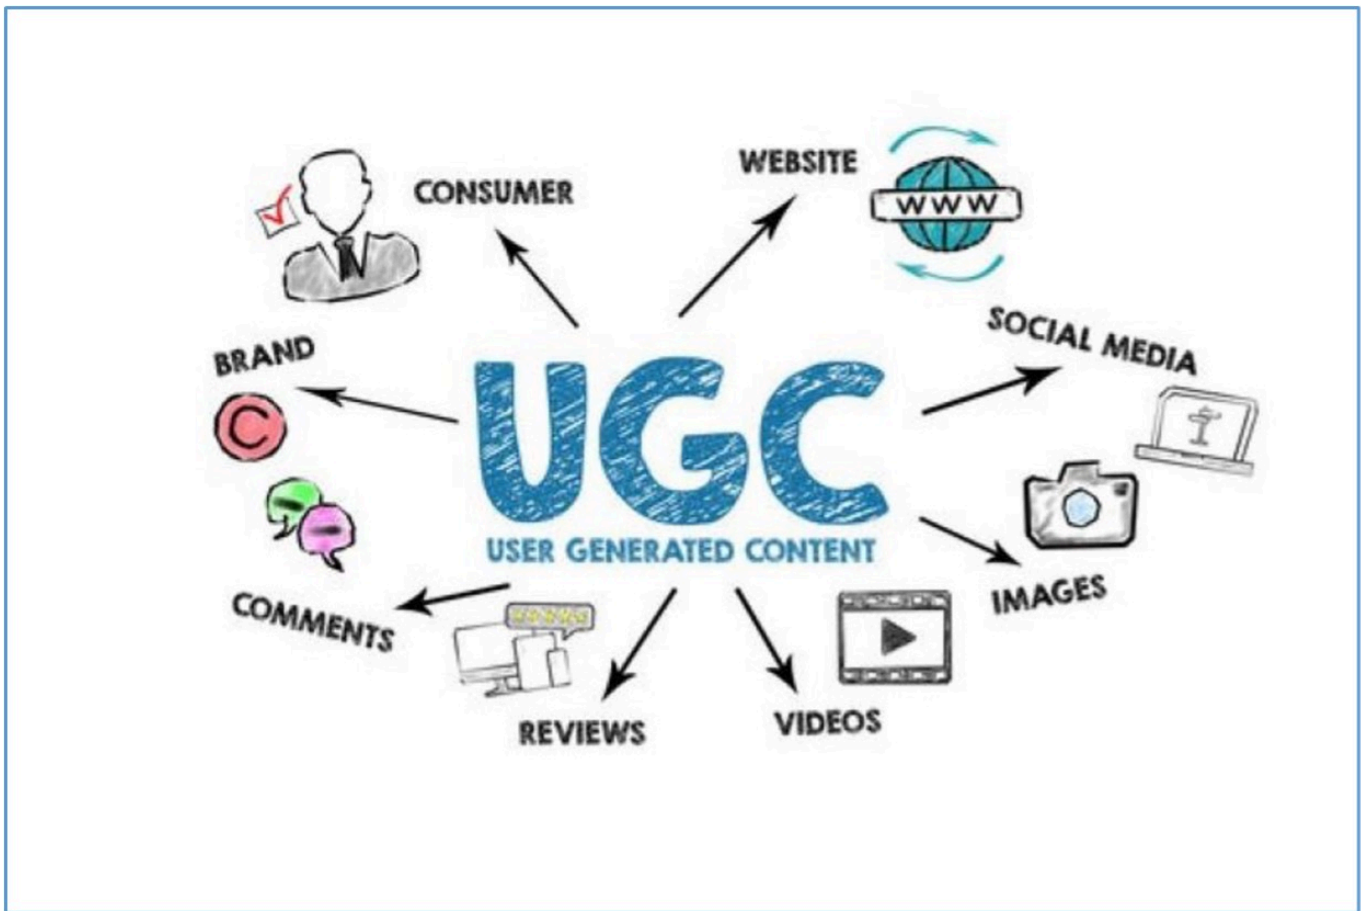 WEBSITE
WWW
CONSUMER
SOCIAL MEDIA
BRAND
C
UGC
USER GENERATED CONTENT
IMAGES
COMMENTS
REVIEWS
VIDEOS